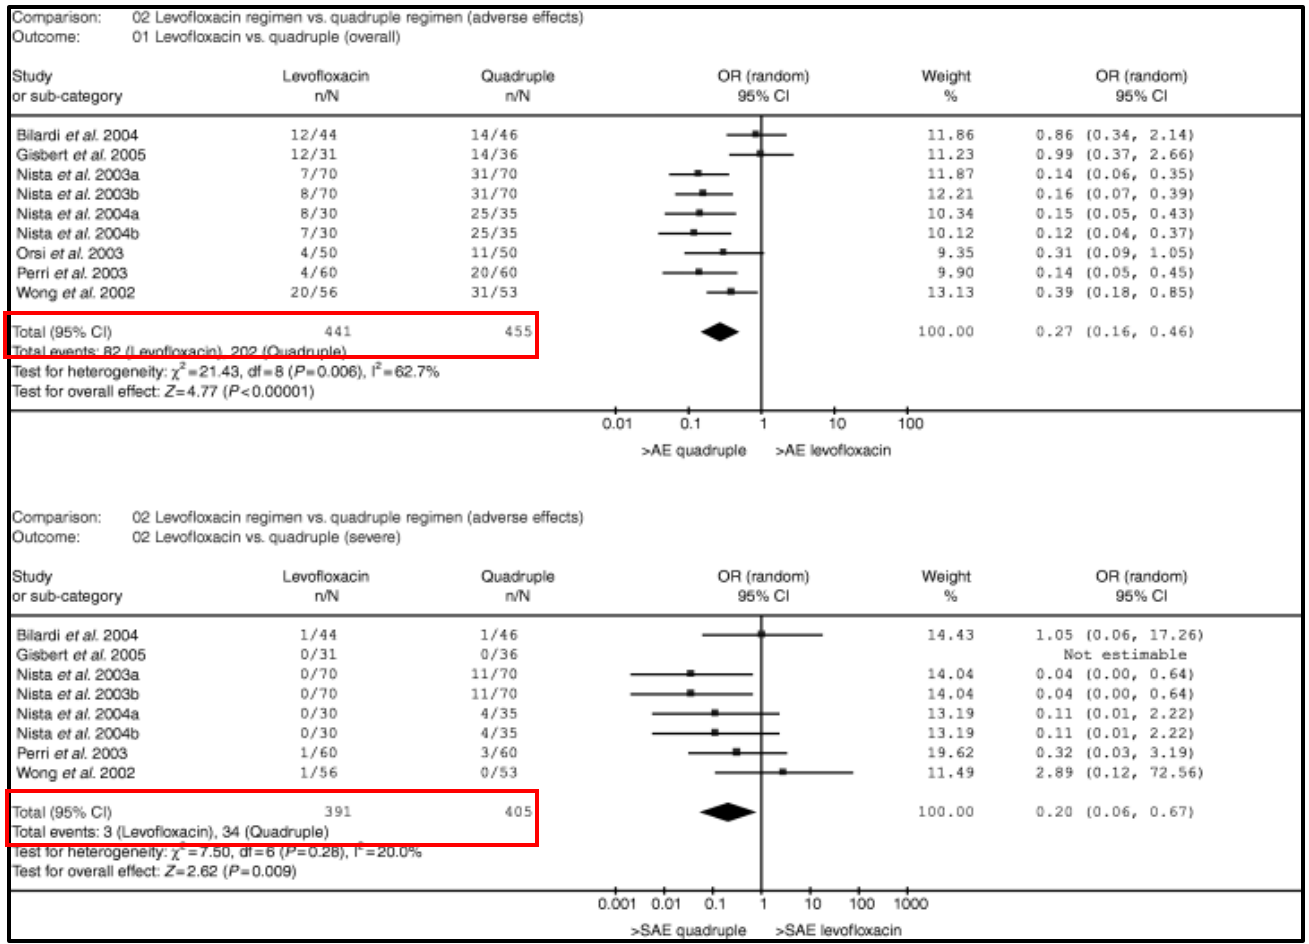 Comparison: 02 Levofloxacin regimen vs. quadruple regimen (adverse effects)
Outcome: 01 Levofloxacin vs. quadruple (overall)
Study Levofloxacin Quadruple OR (random) Weight OR (random)
or sub-category n/N n/N 95% CI % 95% CI
Bilardi et al. 2004 12/44 14/46 11.86 0.86 (0.34, 2.14)
Gisbert et al. 2005 12/31 14/36 11.23 0.99 (0.37, 2.66)
Nista et al. 2003a 7/70 31/70 11.87 0.14 (0.06, 0.35)
Nista et al. 2003b 8/70 31/70 12.21 0.16 (0.07, 0.39)
Nista et al. 2004a 8/30 25/35 10.34 0.15 (0.05, 0.43)
Nista et al. 2004b 7/30 25/35 10.12 0.12 (0.04, 0.37)
Orsi et al. 2003 4/50 11/50 9.35 0.31 (0.09, 1.05)
Perri et al. 2003 4/60 20/60 9.90 0.14 (0.05, 0.45)
Wong et al. 2002 20/56 31/53 13.13 0.39 (0.18, 0.85)
Total (95% CI) 441 455 100.00 0.27 (0.16, 0.46)
Total events: 82 (Levofloxacin), 202 (Quadruple)
Test for heterogeneity: χ²=21.43, df=8 (P=0.006), I²=62.7%
Test for overall effect: Z=4.77 (P<0.00001)
0.01 0.1 1 10 100
>AE quadruple >AE levofloxacin
Comparison: 02 Levofloxacin regimen vs. quadruple regimen (adverse effects)
Outcome: 02 Levofloxacin vs. quadruple (severe)
Study Levofloxacin Quadruple OR (random) Weight OR (random)
or sub-category n/N n/N 95% CI % 95% CI
Bilardi et al. 2004 1/44 1/46 14.43 1.05 (0.06, 17.26)
Gisbert et al. 2005 0/31 0/36 Not estimable
Nista et al. 2003a 0/70 11/70 14.04 0.04 (0.00, 0.64)
Nista et al. 2003b 0/70 11/70 14.04 0.04 (0.00, 0.64)
Nista et al. 2004a 0/30 4/35 13.19 0.11 (0.01, 2.22)
Nista et al. 2004b 0/30 4/35 13.19 0.11 (0.01, 2.22)
Perri et al. 2003 1/60 3/60 19.62 0.32 (0.03, 3.19)
Wong et al. 2002 1/56 0/53 11.49 2.89 (0.12, 72.56)
Total (95% CI) 391 405 100.00 0.20 (0.06, 0.67)
Total events: 3 (Levofloxacin), 34 (Quadruple)
Test for heterogeneity: χ²=7.50, df=6 (P=0.28), I²=20.0%
Test for overall effect: Z=2.62 (P=0.009)
0.001 0.01 0.1 1 10 100 1000
>SAE quadruple >SAE levofloxacin